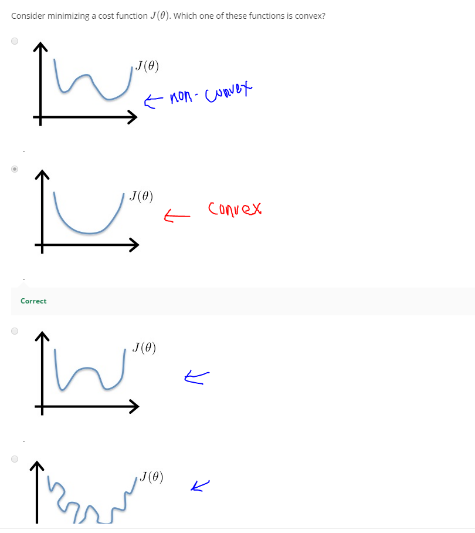 Consider minimizing a cost function J(θ). Which one of these functions is convex?
J(θ)
← non-convex
J(θ)
← convex
Correct
J(θ)
←
J(θ)
←